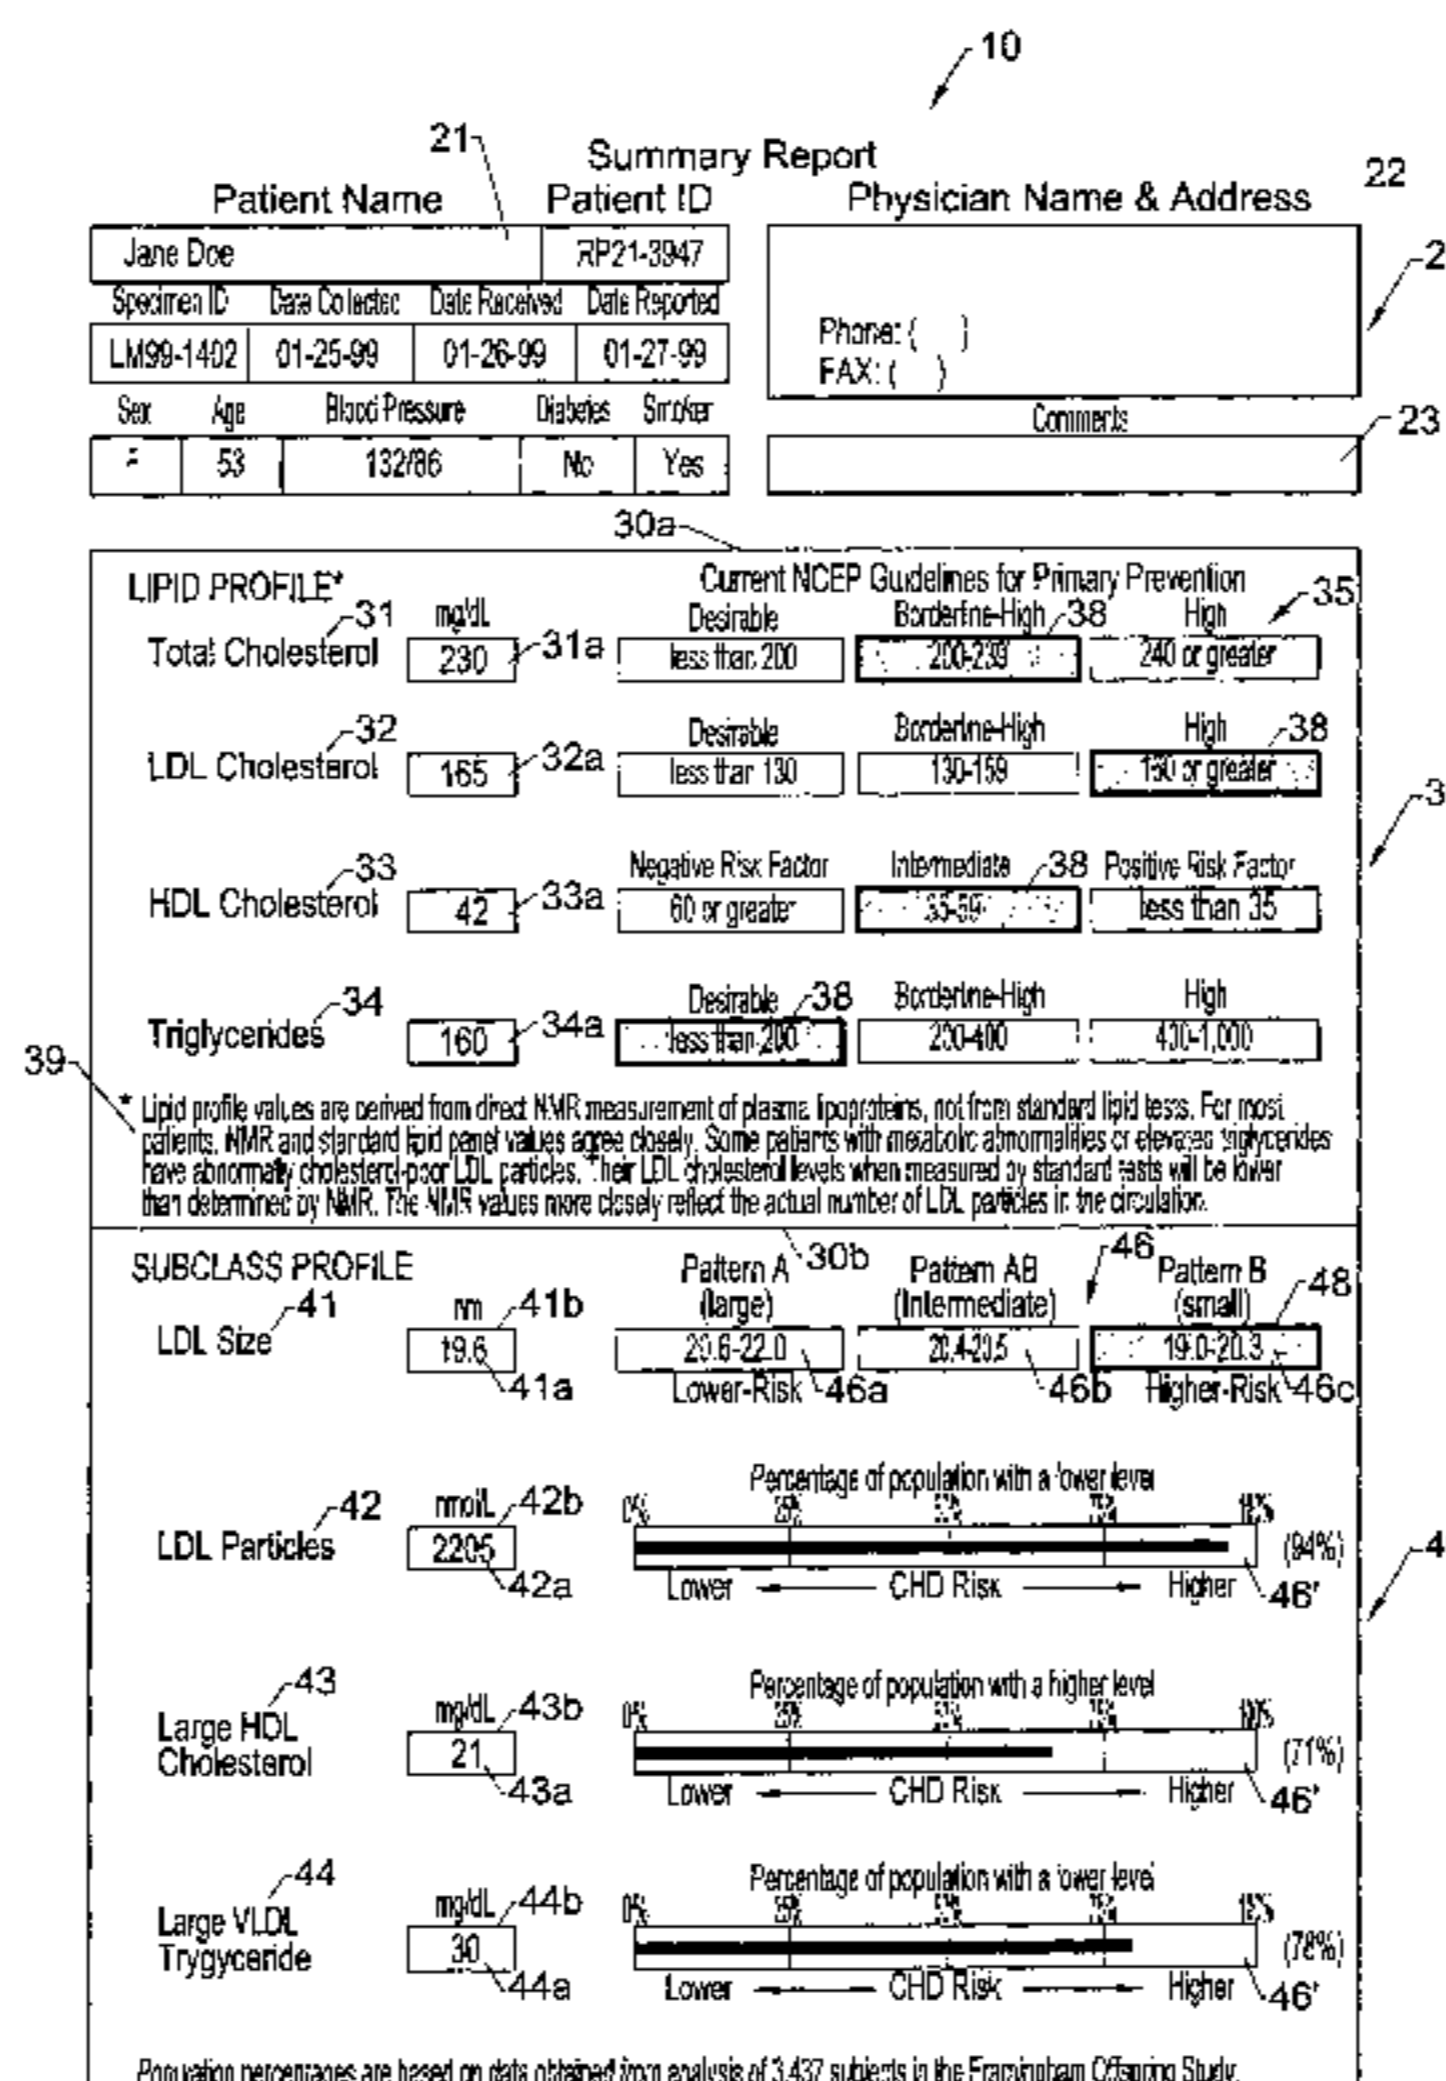 10
21
Summary Report
22
Patient Name Patient ID Physician Name & Address
Jane Doe RP21-3947
2
Specimen ID Date Collected Date Received Date Reported
Phone: ( )
LM99-1402 01-25-99 01-26-99 01-27-99
FAX: ( )
Sex Age Blood Pressure Diabetes Smoker
Comments
23
F 53 132/86 No Yes
30a
LIPID PROFILE* Current NCEP Guidelines for Primary Prevention
31 mg/dL Desirable Borderline-High 38 High 35
Total Cholesterol 230 31a less than 200 200-239 240 or greater
32 Desirable Borderline-High High 38
LDL Cholesterol 165 32a less than 130 130-159 160 or greater
3
33 Negative Risk Factor Intermediate 38 Positive Risk Factor
HDL Cholesterol 42 33a 60 or greater 35-59 less than 35
34 Desirable 38 Borderline-High High
Triglycerides 160 34a less than 200 200-400 400-1,000
39
* Lipid profile values are derived from direct NMR measurement of plasma lipoproteins, not from standard lipid tests. For most
patients, NMR and standard lipid panel values agree closely. Some patients with metabolic abnormalities or elevated triglycerides
have abnormally cholesterol-poor LDL particles. Their LDL cholesterol levels when measured by standard tests will be lower
than determined by NMR. The NMR values more closely reflect the actual number of LDL particles in the circulation.
SUBCLASS PROFILE Pattern A 30b Pattern AB 46 Pattern B
41 nm 41b (large) (Intermediate) (small) 48
LDL Size 19.6 20.6-22.0 20.4-20.5 19.0-20.3
41a Lower-Risk 46a 46b Higher-Risk 46c
Percentage of population with a lower level
42 nmol/L 42b 0% 25% 50% 75% 100%
LDL Particles 2205 (94%)
4
42a Lower CHD Risk Higher 46'
43 Percentage of population with a higher level
Large HDL mg/dL 43b 0% 25% 50% 75% 100%
Cholesterol 21 (71%)
43a Lower CHD Risk Higher 46'
44 Percentage of population with a lower level
Large VLDL mg/dL 44b 0% 25% 50% 75% 100%
Trygyceride 30 (78%)
44a Lower CHD Risk Higher 46'
Population percentages are based on data obtained from analysis of 3,437 subjects in the Framingham Offspring Study.